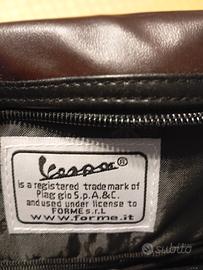 Vespa®
is a registered trademark of
Piaggio S.p.A.&C.
and used under license to
FORME s.r.l
www.forme.it
subito